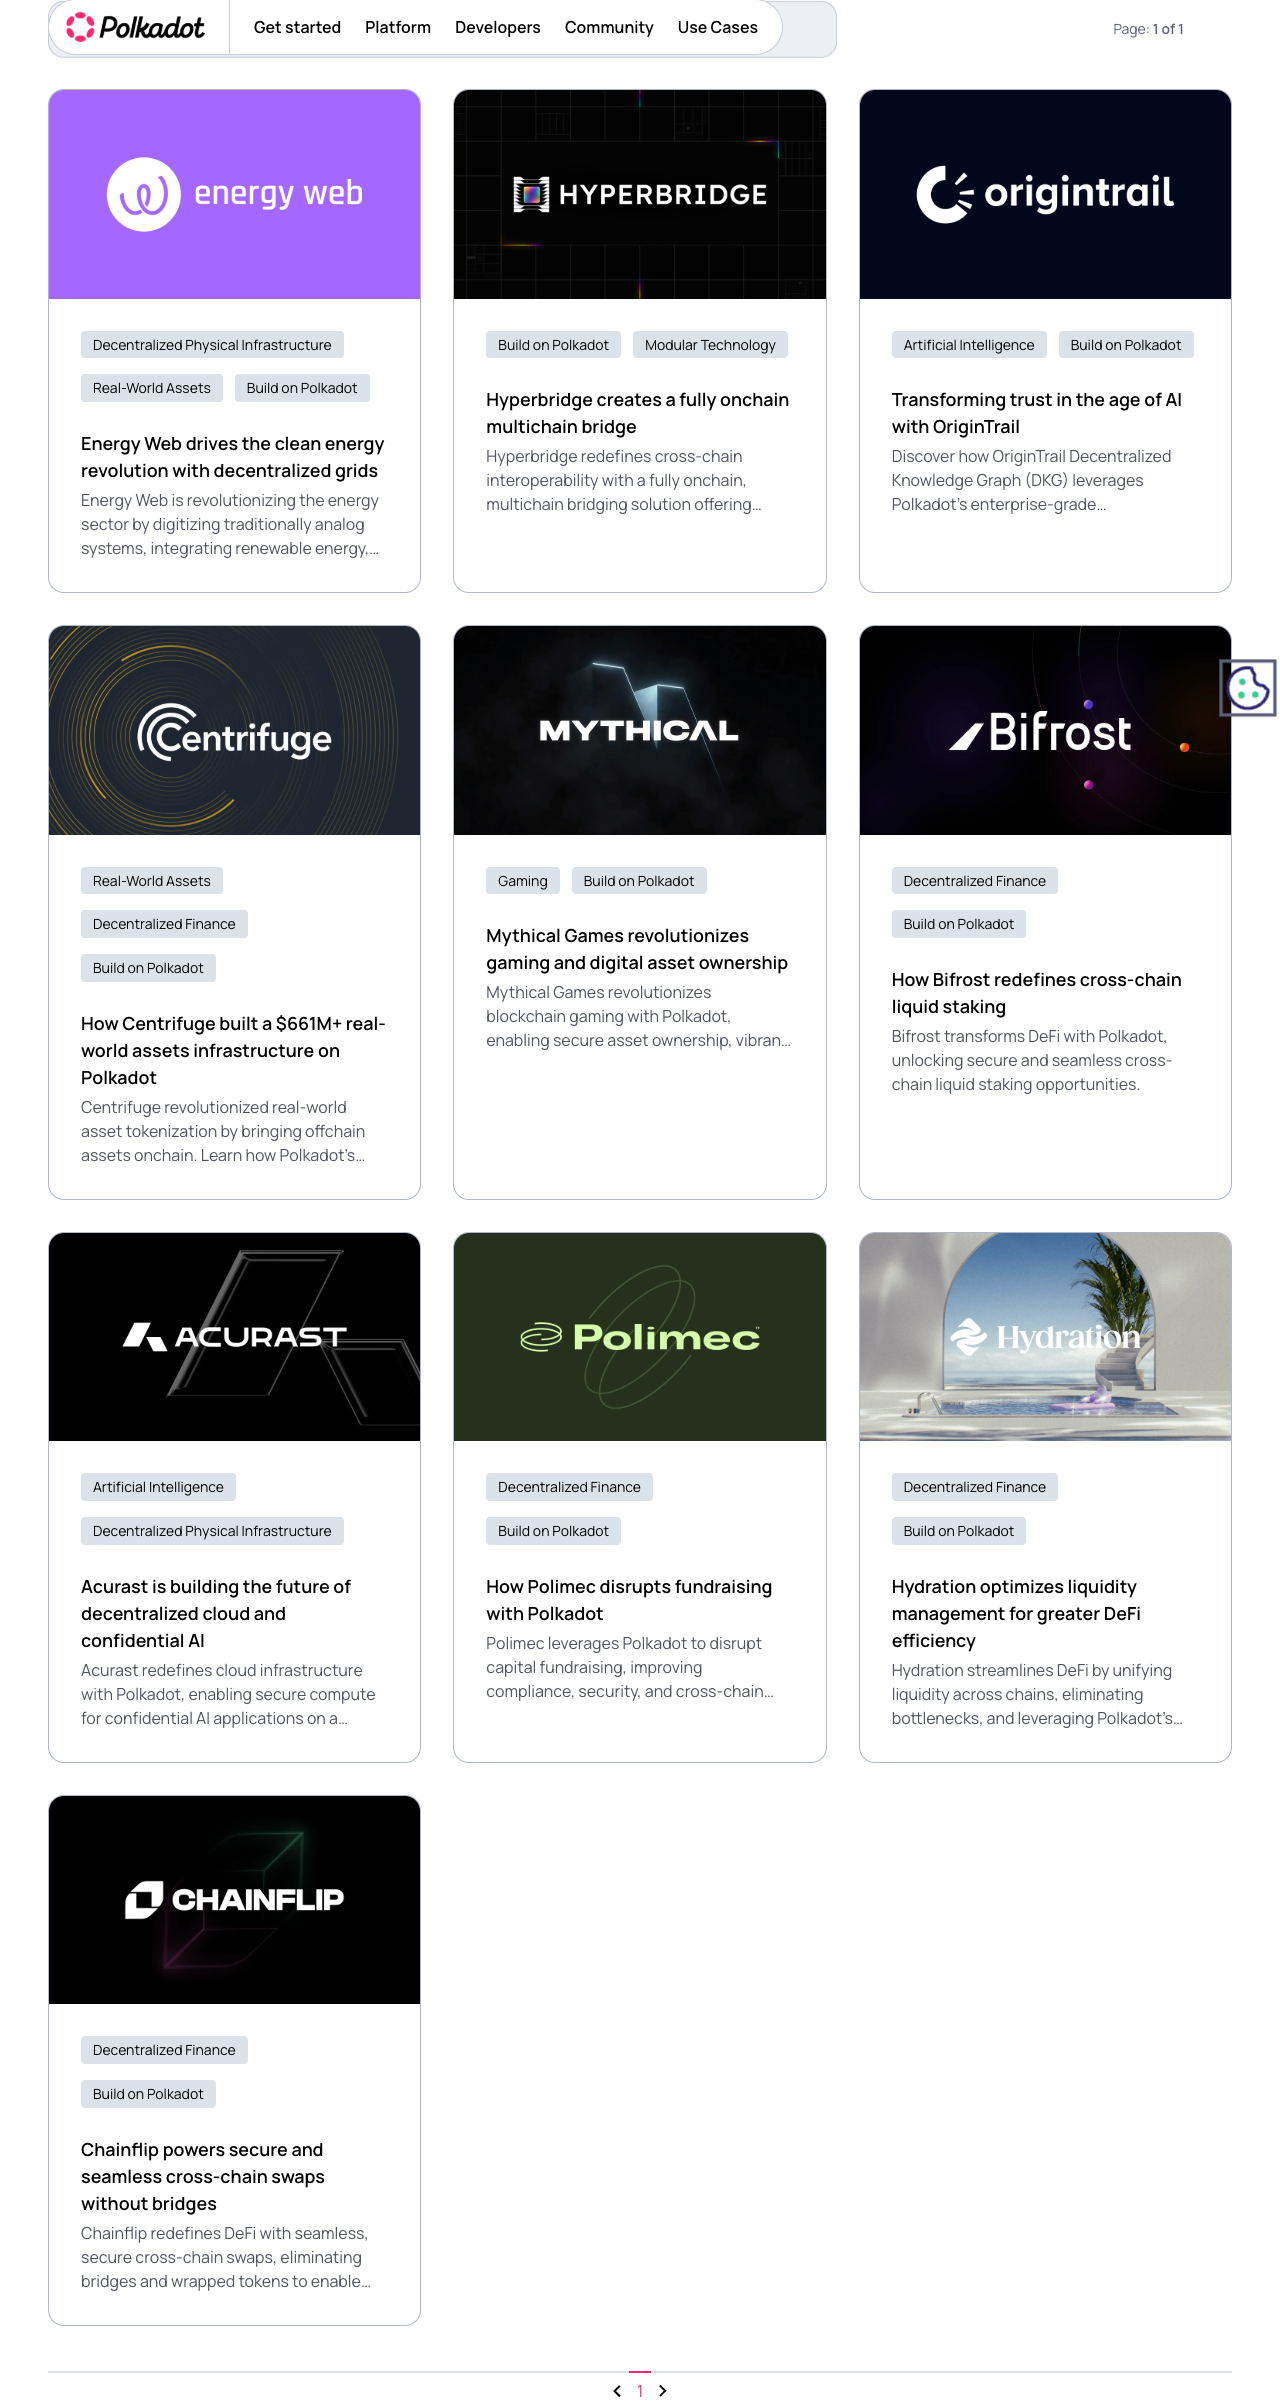 Polkadot
Get started
Platform
Developers
Community
Use Cases
Page: 1 of 1
energy web
Decentralized Physical Infrastructure
Real-World Assets
Build on Polkadot
Energy Web drives the clean energy
revolution with decentralized grids
Energy Web is revolutionizing the energy
sector by digitizing traditionally analog
systems, integrating renewable energy,...
HYPERBRIDGE
Build on Polkadot
Modular Technology
Hyperbridge creates a fully onchain
multichain bridge
Hyperbridge redefines cross-chain
interoperability with a fully onchain,
multichain bridging solution offering...
origintrail
Artificial Intelligence
Build on Polkadot
Transforming trust in the age of AI
with OriginTrail
Discover how OriginTrail Decentralized
Knowledge Graph (DKG) leverages
Polkadot's enterprise-grade...
Centrifuge
Real-World Assets
Decentralized Finance
Build on Polkadot
How Centrifuge built a $661M+ real-
world assets infrastructure on
Polkadot
Centrifuge revolutionized real-world
asset tokenization by bringing offchain
assets onchain. Learn how Polkadot's...
MYTHICAL
Gaming
Build on Polkadot
Mythical Games revolutionizes
gaming and digital asset ownership
Mythical Games revolutionizes
blockchain gaming with Polkadot,
enabling secure asset ownership, vibran...
Bifrost
Decentralized Finance
Build on Polkadot
How Bifrost redefines cross-chain
liquid staking
Bifrost transforms DeFi with Polkadot,
unlocking secure and seamless cross-
chain liquid staking opportunities.
ACURAST
Artificial Intelligence
Decentralized Physical Infrastructure
Acurast is building the future of
decentralized cloud and
confidential AI
Acurast redefines cloud infrastructure
with Polkadot, enabling secure compute
for confidential AI applications on a...
Polimec™
Decentralized Finance
Build on Polkadot
How Polimec disrupts fundraising
with Polkadot
Polimec leverages Polkadot to disrupt
capital fundraising, improving
compliance, security, and cross-chain...
Hydration
Decentralized Finance
Build on Polkadot
Hydration optimizes liquidity
management for greater DeFi
efficiency
Hydration streamlines DeFi by unifying
liquidity across chains, eliminating
bottlenecks, and leveraging Polkadot's...
CHAINFLIP
Decentralized Finance
Build on Polkadot
Chainflip powers secure and
seamless cross-chain swaps
without bridges
Chainflip redefines DeFi with seamless,
secure cross-chain swaps, eliminating
bridges and wrapped tokens to enable...
1